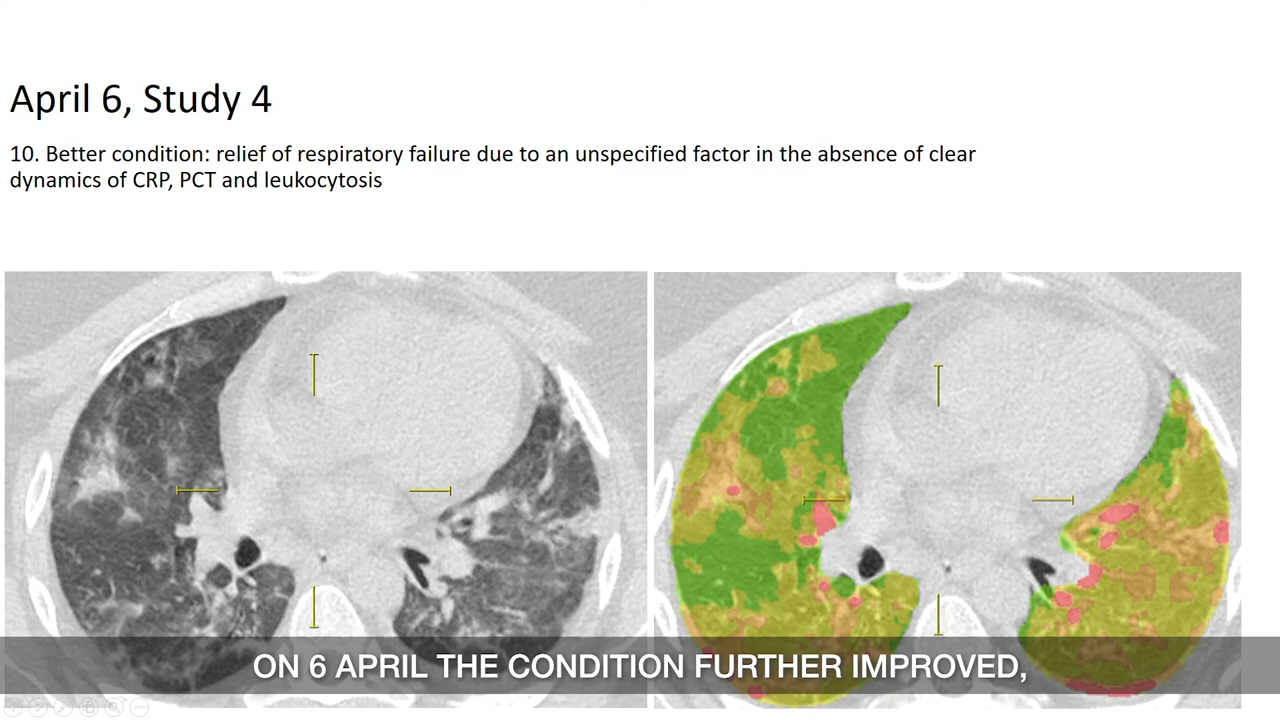 April 6, Study 4
10. Better condition: relief of respiratory failure due to an unspecified factor in the absence of clear
dynamics of CRP, PCT and leukocytosis
ON 6 APRIL THE CONDITION FURTHER IMPROVED,